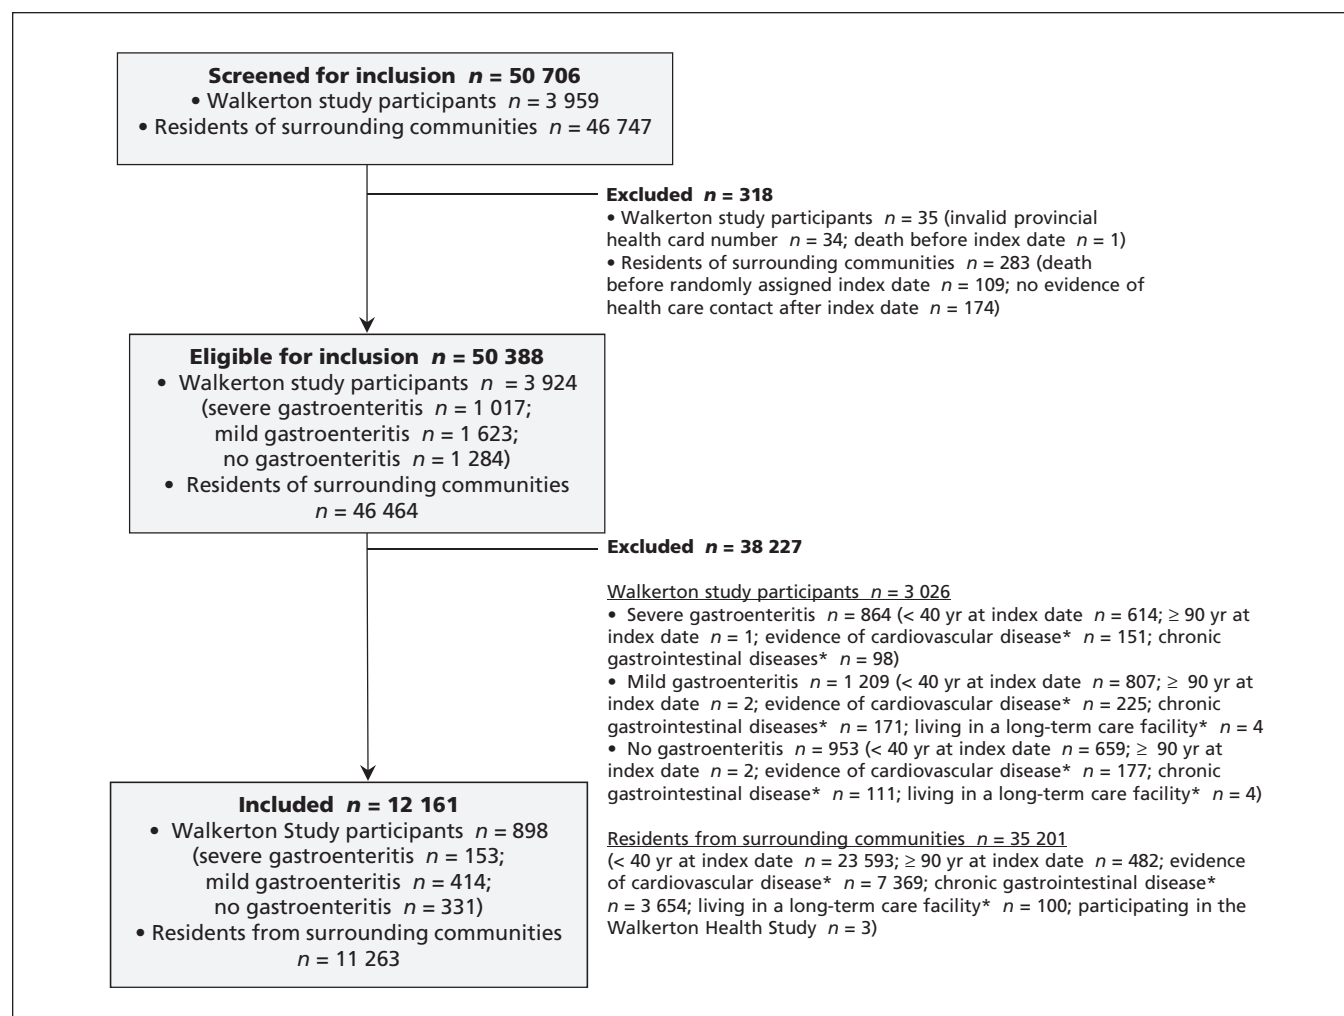 Screened for inclusion n = 50 706
• Walkerton study participants n = 3 959
• Residents of surrounding communities n = 46 747
Excluded n = 318
• Walkerton study participants n = 35 (invalid provincial
health card number n = 34; death before index date n = 1)
• Residents of surrounding communities n = 283 (death
before randomly assigned index date n = 109; no evidence of
health care contact after index date n = 174)
Eligible for inclusion n = 50 388
• Walkerton study participants n = 3 924
(severe gastroenteritis n = 1 017;
mild gastroenteritis n = 1 623;
no gastroenteritis n = 1 284)
• Residents of surrounding communities
n = 46 464
Excluded n = 38 227
Walkerton study participants n = 3 026
• Severe gastroenteritis n = 864 (< 40 yr at index date n = 614; ≥ 90 yr at
index date n = 1; evidence of cardiovascular disease* n = 151; chronic
gastrointestinal diseases* n = 98)
• Mild gastroenteritis n = 1 209 (< 40 yr at index date n = 807; ≥ 90 yr at
index date n = 2; evidence of cardiovascular disease* n = 225; chronic
gastrointestinal diseases* n = 171; living in a long-term care facility* n = 4
• No gastroenteritis n = 953 (< 40 yr at index date n = 659; ≥ 90 yr at
index date n = 2; evidence of cardiovascular disease* n = 177; chronic
gastrointestinal disease* n = 111; living in a long-term care facility* n = 4)
Residents from surrounding communities n = 35 201
(< 40 yr at index date n = 23 593; ≥ 90 yr at index date n = 482; evidence
of cardiovascular disease* n = 7 369; chronic gastrointestinal disease*
n = 3 654; living in a long-term care facility* n = 100; participating in the
Walkerton Health Study n = 3)
Included n = 12 161
• Walkerton Study participants n = 898
(severe gastroenteritis n = 153;
mild gastroenteritis n = 414;
no gastroenteritis n = 331)
• Residents from surrounding communities
n = 11 263